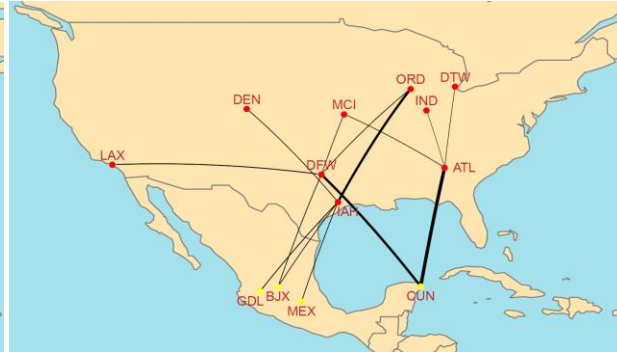 ORD
DTW
DEN
MCI
IND
LAX
DFW
ATL
IAH
GDL
BJX
MEX
CUN